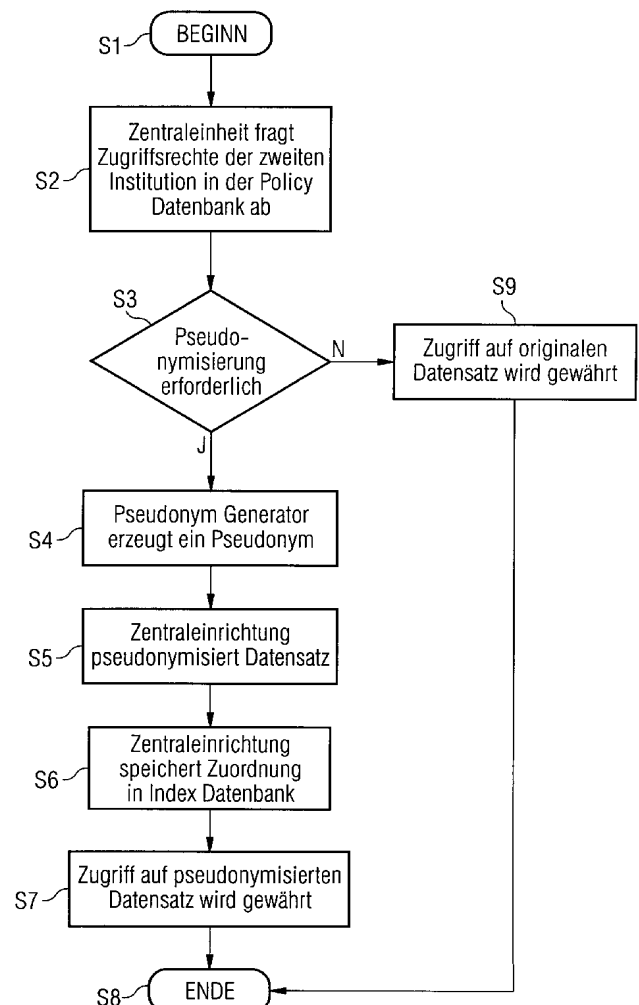 S1
BEGINN
S2
Zentraleinheit fragt
Zugriffsrechte der zweiten
Institution in der Policy
Datenbank ab
S3
Pseudo-
nymisierung
erforderlich
N
J
S9
Zugriff auf originalen
Datensatz wird gewährt
S4
Pseudonym Generator
erzeugt ein Pseudonym
S5
Zentraleinrichtung
pseudonymisiert Datensatz
S6
Zentraleinrichtung
speichert Zuordnung
in Index Datenbank
S7
Zugriff auf pseudonymisierten
Datensatz wird gewährt
S8
ENDE